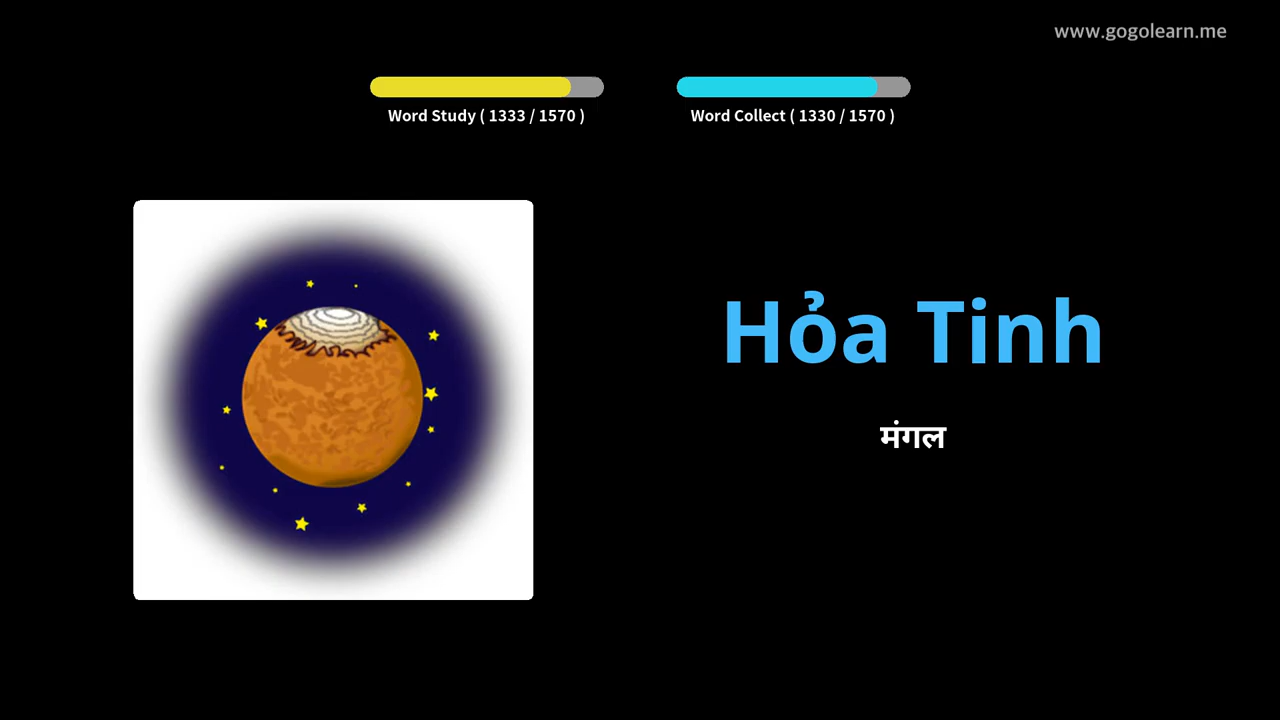 www.gogolearn.me
Word Study ( 1333 / 1570 )
Word Collect ( 1330 / 1570 )
Hỏa Tinh
मंगल